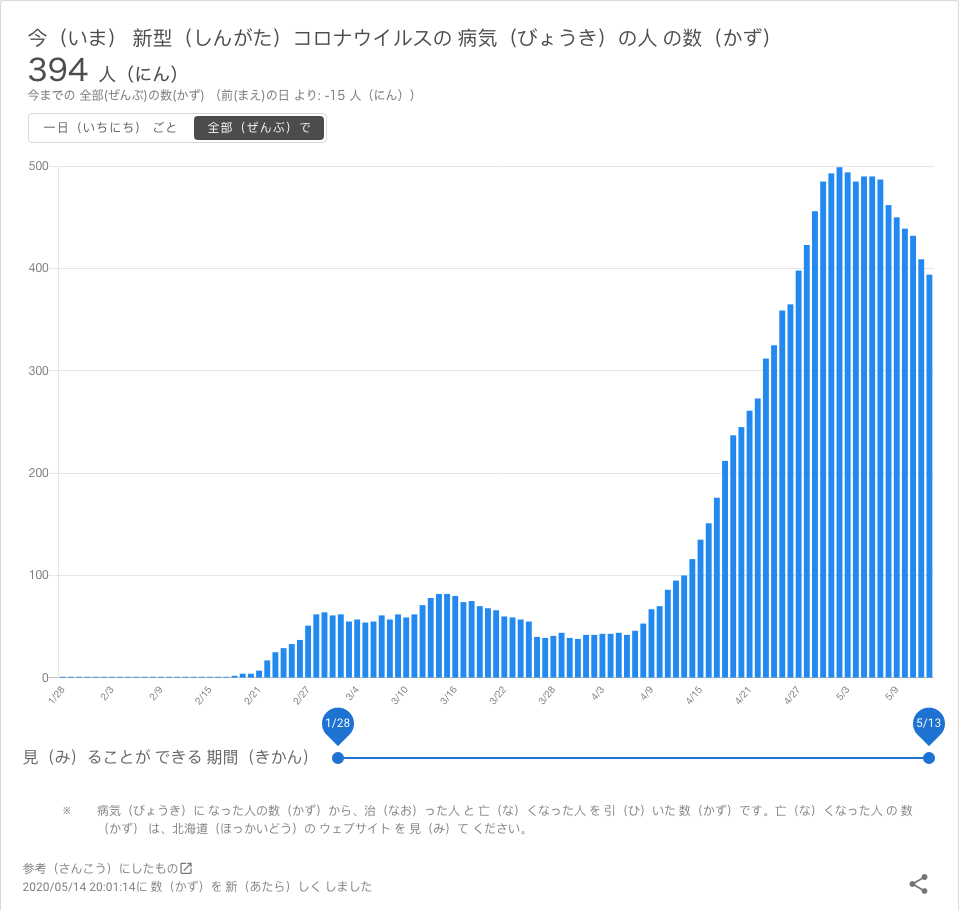 今（いま） 新型（しんがた）コロナウイルスの 病気（びょうき）の人 の数（かず）
394 人（にん）
今までの 全部(ぜんぶ)の数(かず) （前(まえ)の日 より: -15 人（にん））
一日（いちにち） ごと 全部（ぜんぶ）で
500
400
300
200
100
0
1/28 2/3 2/9 2/15 2/21 2/27 3/4 3/10 3/16 3/22 3/28 4/3 4/9 4/15 4/21 4/27 5/3 5/9
1/28 5/13
見（み）ることが できる 期間（きかん）
※ 病気（びょうき）に なった人の数（かず）から、治（なお）った人 と 亡（な）くなった人 を 引（ひ）いた 数（かず）です。亡（な）くなった人 の 数
（かず） は、北海道（ほっかいどう）の ウェブサイト を 見（み）て ください。
参考（さんこう）にしたもの
2020/05/14 20:01:14に 数（かず）を 新（あたら）しく しました